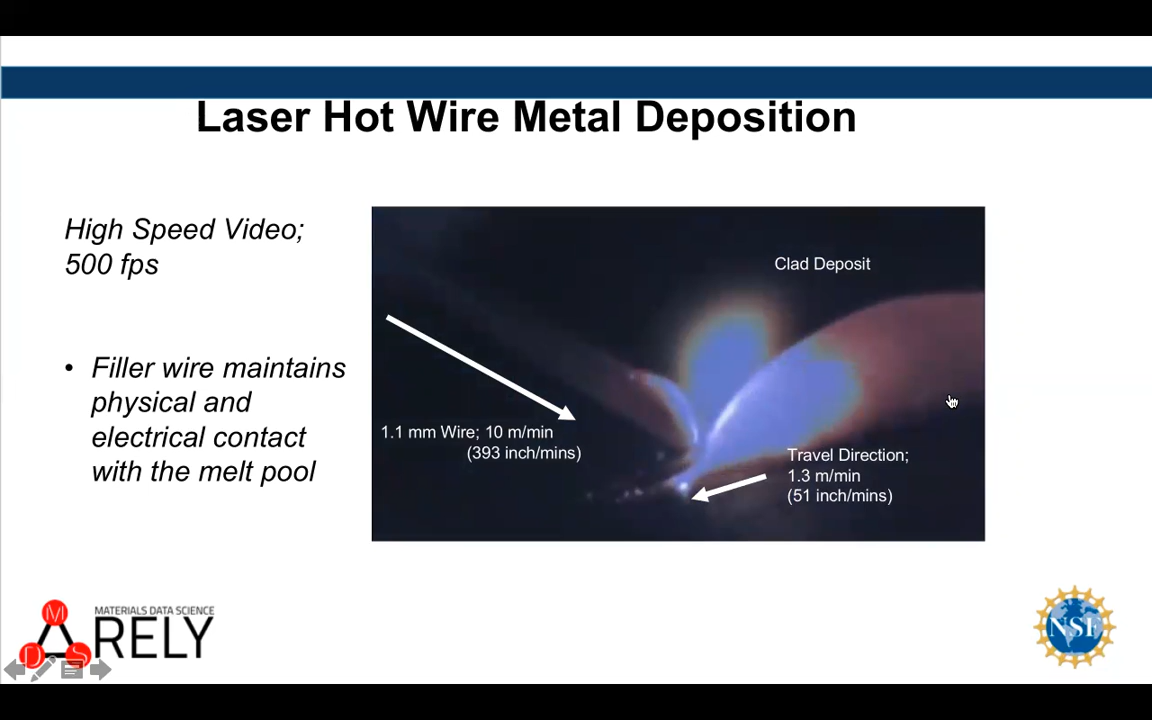 Laser Hot Wire Metal Deposition
High Speed Video;
500 fps
• Filler wire maintains
physical and
electrical contact
with the melt pool
Clad Deposit
1.1 mm Wire; 10 m/min
(393 inch/mins)
Travel Direction;
1.3 m/min
(51 inch/mins)
M
D S
MATERIALS DATA SCIENCE
RELY
NSF